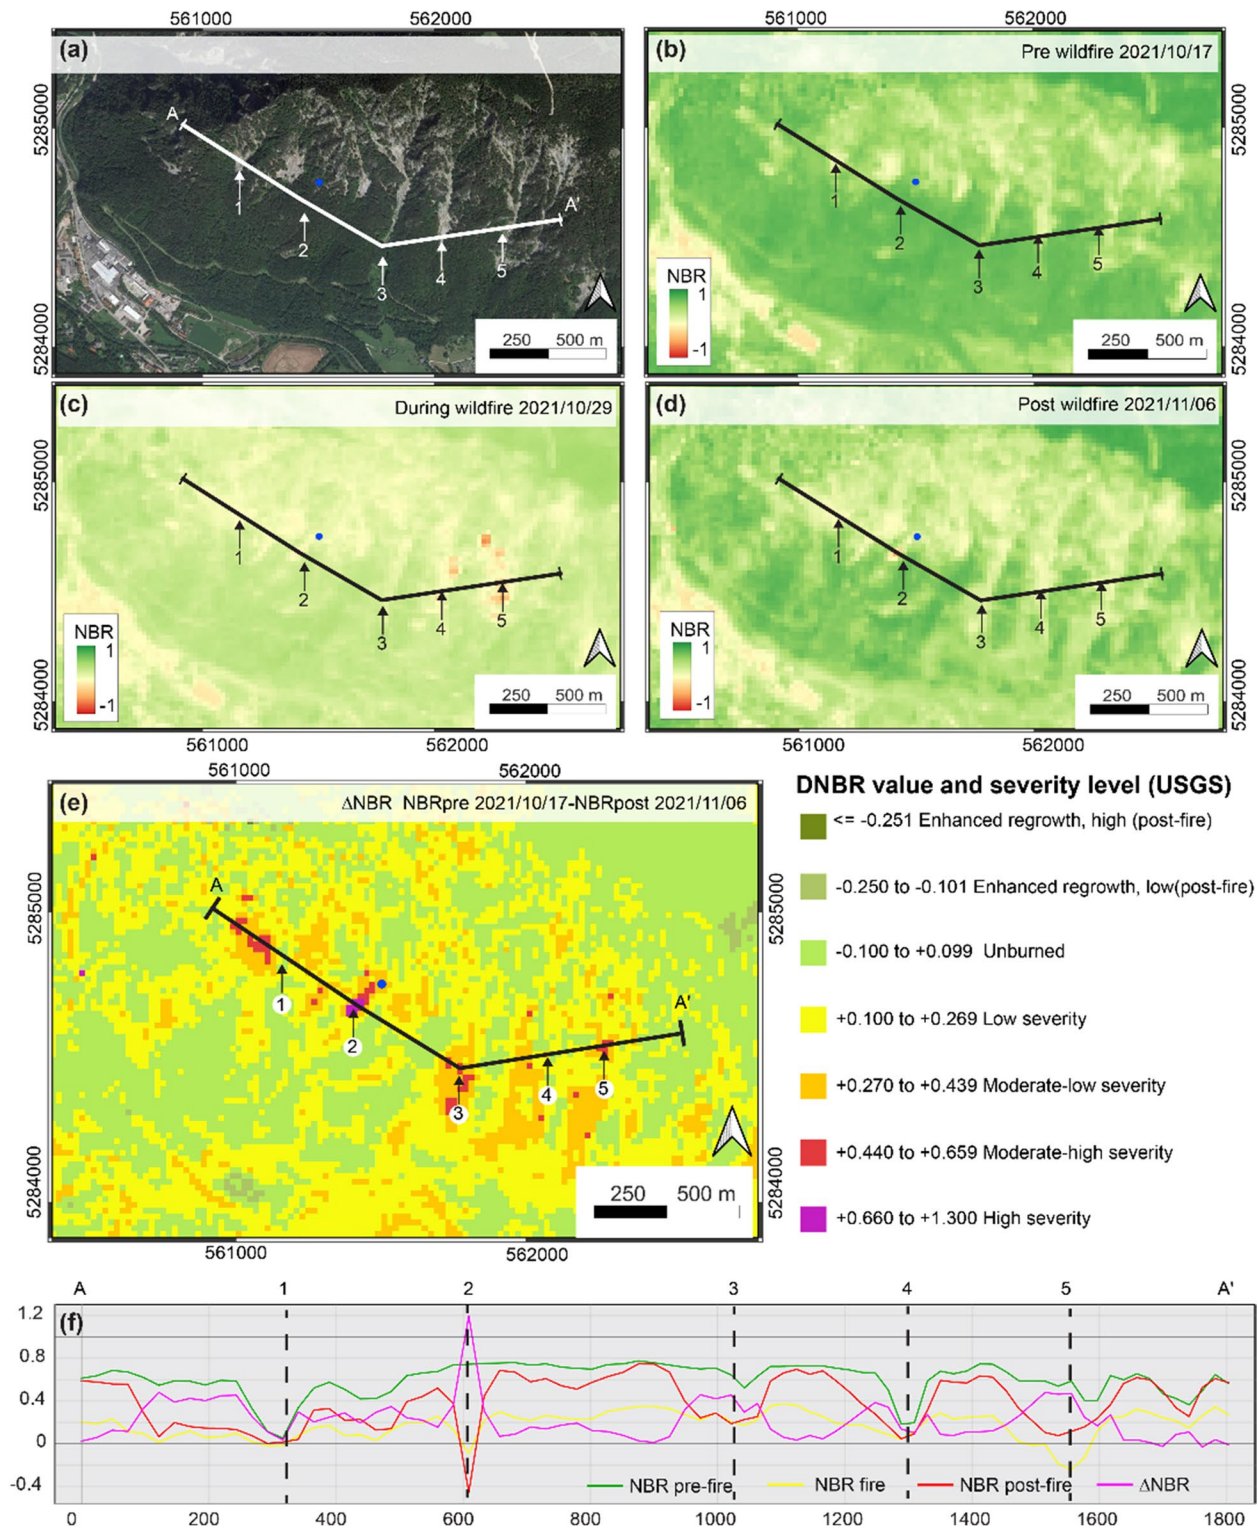 561000 562000 561000 562000
(a) (b) Pre wildfire 2021/10/17
5285000
5284000
A
A'
1
2
3
4
5
250 500 m
1
2
3
4
5
NBR
1
-1
250 500 m
5285000
5284000
(c) During wildfire 2021/10/29
(d) Post wildfire 2021/11/06
5285000
5284000
1
2
3
4
5
NBR
1
-1
250 500 m
1
2
3
4
5
NBR
1
-1
250 500 m
5285000
5284000
561000 562000 561000 562000
561000 562000
(e) ΔNBR NBRpre 2021/10/17-NBRpost 2021/11/06
5285000
5284000
A
A'
1
2
3
4
5
250 500 m
5285000
5284000
561000 562000
DNBR value and severity level (USGS)
<= -0.251 Enhanced regrowth, high (post-fire)
-0.250 to -0.101 Enhanced regrowth, low(post-fire)
-0.100 to +0.099 Unburned
+0.100 to +0.269 Low severity
+0.270 to +0.439 Moderate-low severity
+0.440 to +0.659 Moderate-high severity
+0.660 to +1.300 High severity
A 1 2 3 4 5 A'
(f)
1.2
0.8
0.4
0
-0.4
NBR pre-fire NBR fire NBR post-fire ΔNBR
0 200 400 600 800 1000 1200 1400 1600 1800